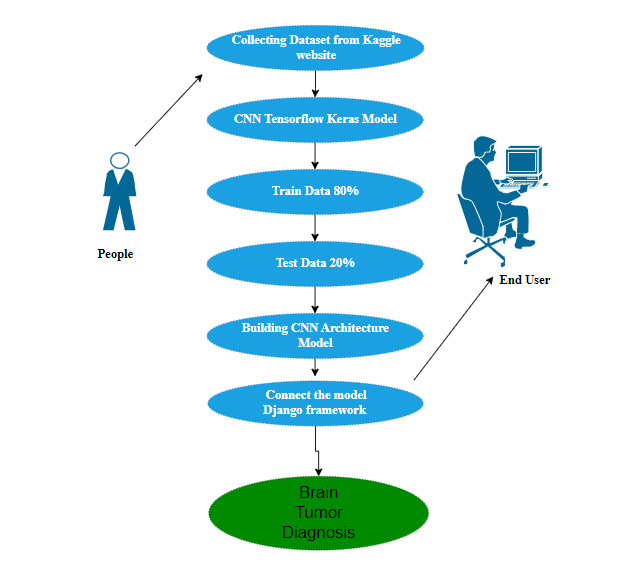 Collecting Dataset from Kaggle
website
CNN Tensorflow Keras Model
Train Data 80%
People
Test Data 20%
End User
Building CNN Architecture
Model
Connect the model
Django framework
Brain
Tumor
Diagnosis